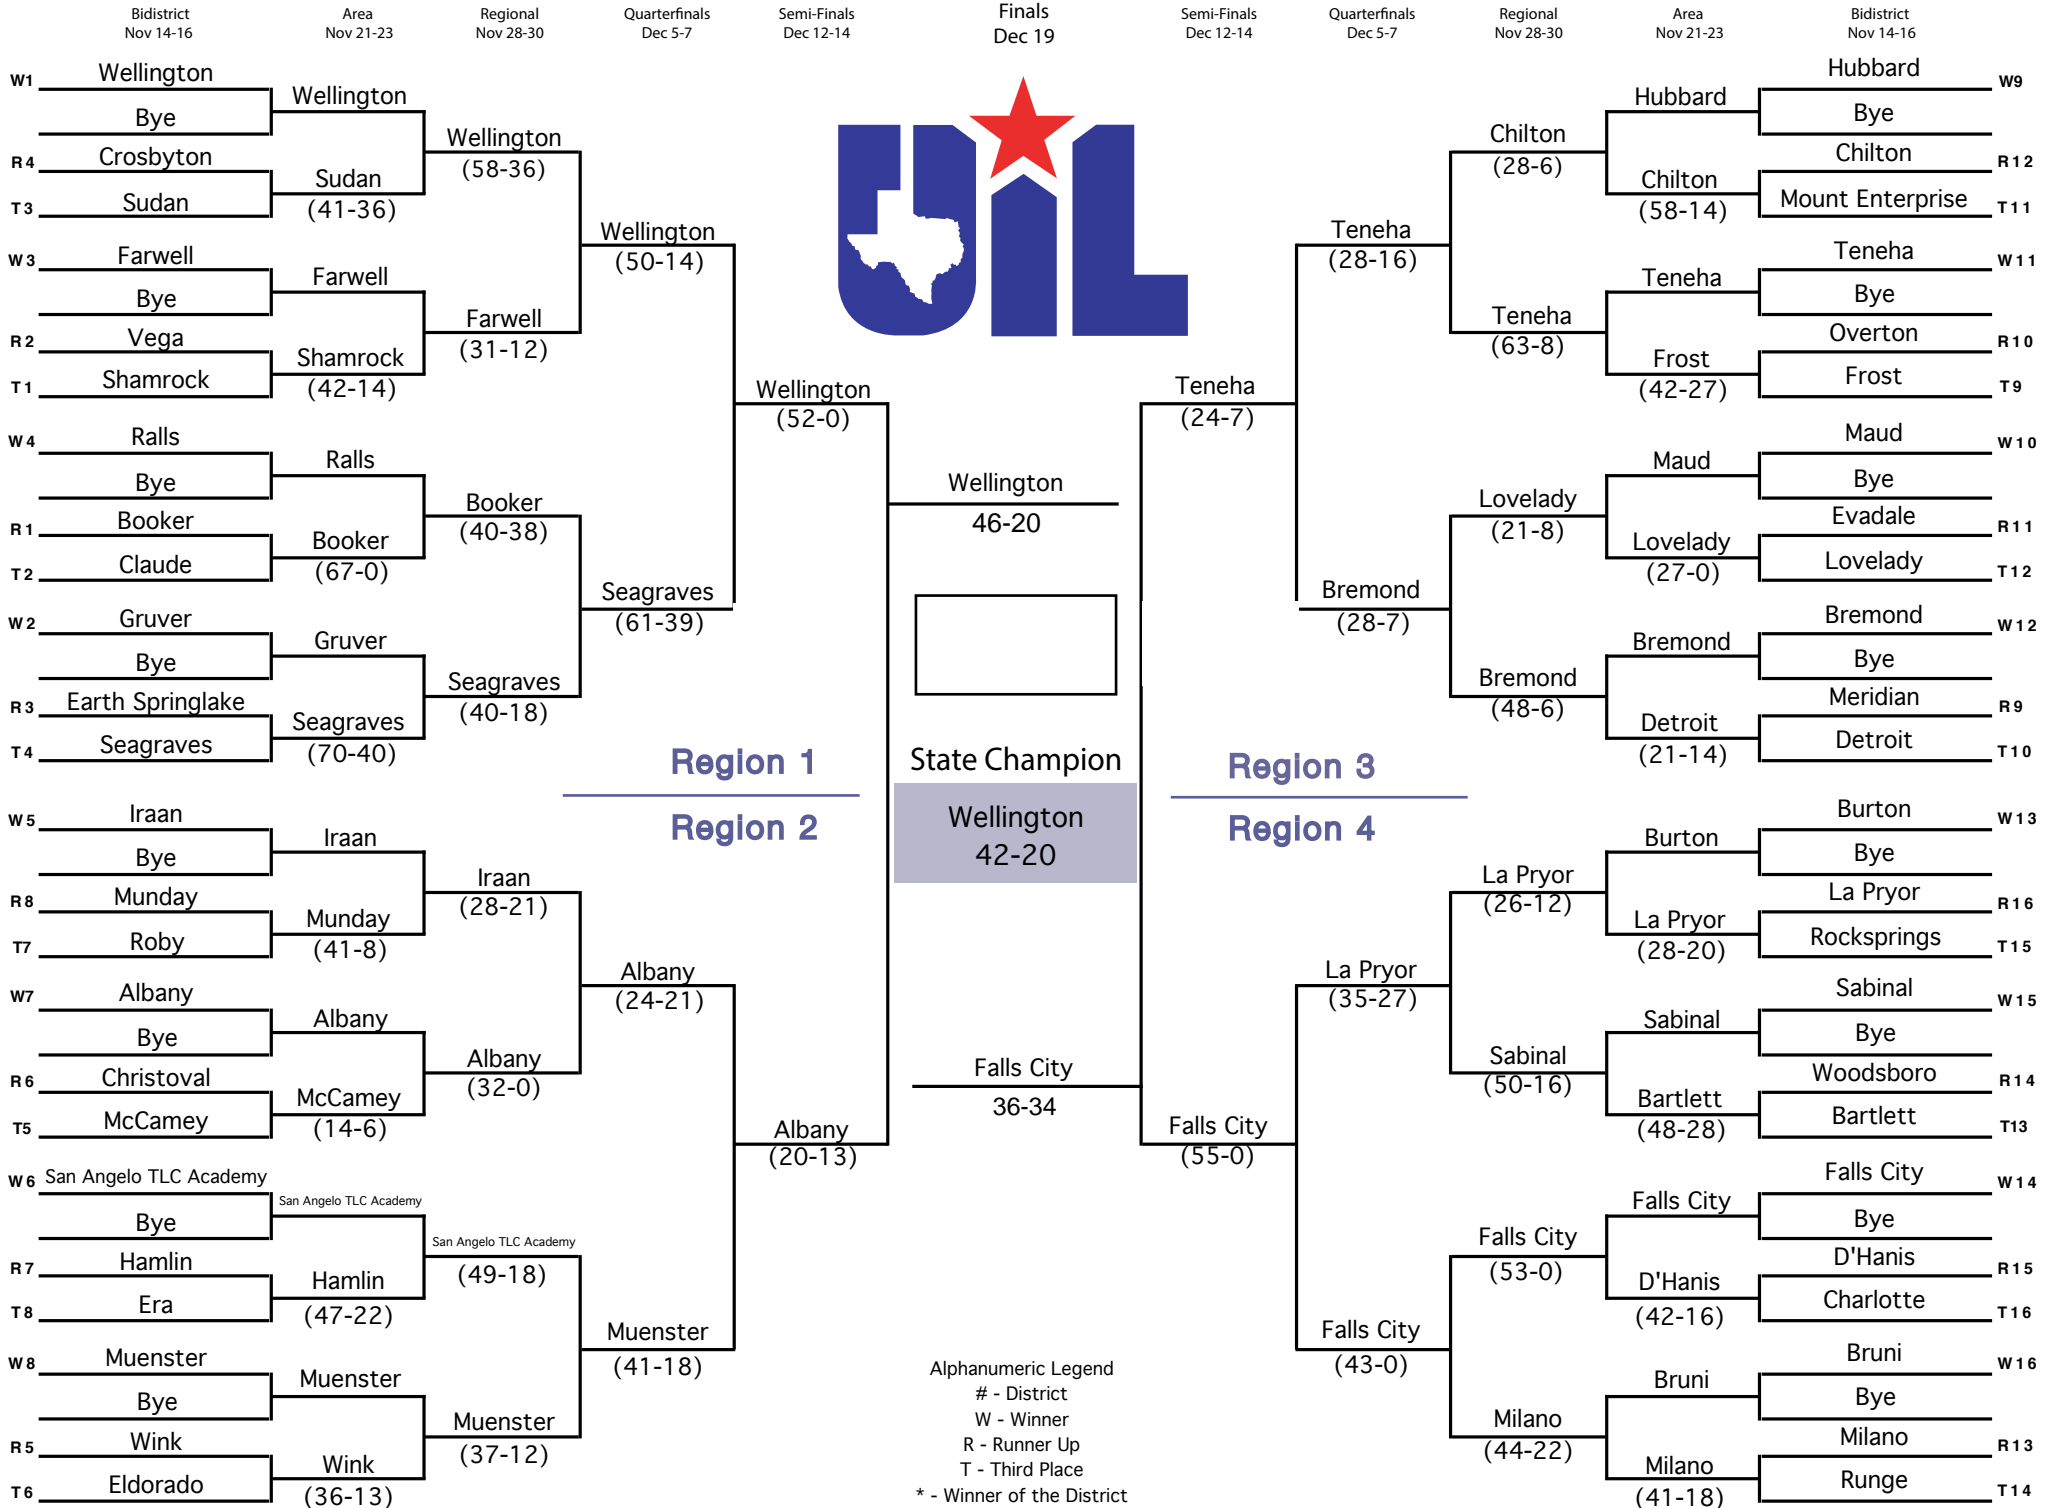 Bidistrict
Nov 14-16
Area
Nov 21-23
Regional
Nov 28-30
Quarterfinals
Dec 5-7
Semi-Finals
Dec 12-14
Finals
Dec 19
Semi-Finals
Dec 12-14
Quarterfinals
Dec 5-7
Regional
Nov 28-30
Area
Nov 21-23
Bidistrict
Nov 14-16
W1 Wellington
Bye
R4 Crosbyton
T3 Sudan
W3 Farwell
Bye
R2 Vega
T1 Shamrock
W4 Ralls
Bye
R1 Booker
T2 Claude
W2 Gruver
Bye
R3 Earth Springlake
T4 Seagraves
W5 Iraan
Bye
R8 Munday
T7 Roby
W7 Albany
Bye
R6 Christoval
T5 McCamey
W6 San Angelo TLC Academy
Bye
R7 Hamlin
T8 Era
W8 Muenster
Bye
R5 Wink
T6 Eldorado
Wellington
Sudan
(41-36)
Farwell
Shamrock
(42-14)
Ralls
Booker
(67-0)
Gruver
Seagraves
(70-40)
Iraan
Munday
(41-8)
Albany
McCamey
(14-6)
San Angelo TLC Academy
Hamlin
(47-22)
Muenster
Wink
(36-13)
Wellington
(58-36)
Farwell
(31-12)
Booker
(40-38)
Seagraves
(40-18)
Iraan
(28-21)
Albany
(32-0)
San Angelo TLC Academy
(49-18)
Muenster
(37-12)
Wellington
(50-14)
Seagraves
(61-39)
Albany
(24-21)
Muenster
(41-18)
Wellington
(52-0)
Albany
(20-13)
Region 1
Region 2
UIL
Wellington
46-20
State Champion
Wellington
42-20
Falls City
36-34
Alphanumeric Legend
# - District
W - Winner
R - Runner Up
T - Third Place
* - Winner of the District
Region 3
Region 4
Teneha
(24-7)
Falls City
(55-0)
Teneha
(28-16)
Bremond
(28-7)
La Pryor
(35-27)
Falls City
(43-0)
Chilton
(28-6)
Teneha
(63-8)
Lovelady
(21-8)
Bremond
(48-6)
La Pryor
(26-12)
Sabinal
(50-16)
Falls City
(53-0)
Milano
(44-22)
Hubbard
Chilton
(58-14)
Teneha
Frost
(42-27)
Maud
Lovelady
(27-0)
Bremond
Detroit
(21-14)
Burton
La Pryor
(28-20)
Sabinal
Bartlett
(48-28)
Falls City
D'Hanis
(42-16)
Bruni
Milano
(41-18)
Hubbard W9
Bye
Chilton R12
Mount Enterprise T11
Teneha W11
Bye
Overton R10
Frost T9
Maud W10
Bye
Evadale R11
Lovelady T12
Bremond W12
Bye
Meridian R9
Detroit T10
Burton W13
Bye
La Pryor R16
Rocksprings T15
Sabinal W15
Bye
Woodsboro R14
Bartlett T13
Falls City W14
Bye
D'Hanis R15
Charlotte T16
Bruni W16
Bye
Milano R13
Runge T14